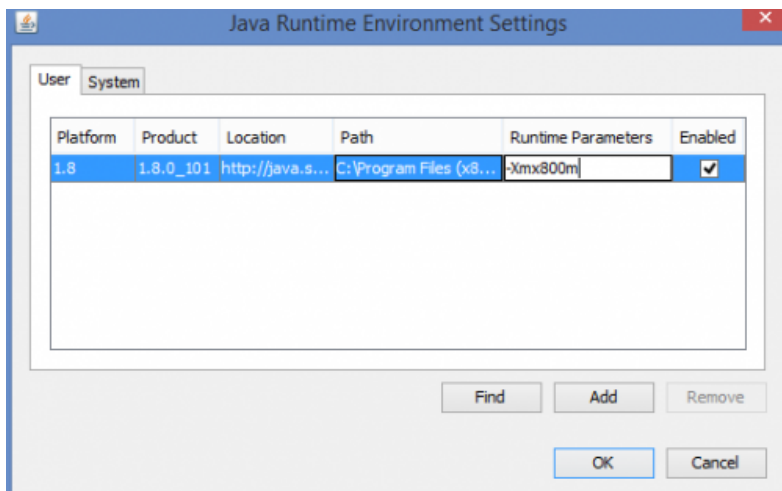 Java Runtime Environment Settings
User System
Platform Product Location Path Runtime Parameters Enabled
1.8 1.8.0_101 http://java.s... C:\Program Files (x8... -Xmx800m
Find Add Remove
OK Cancel